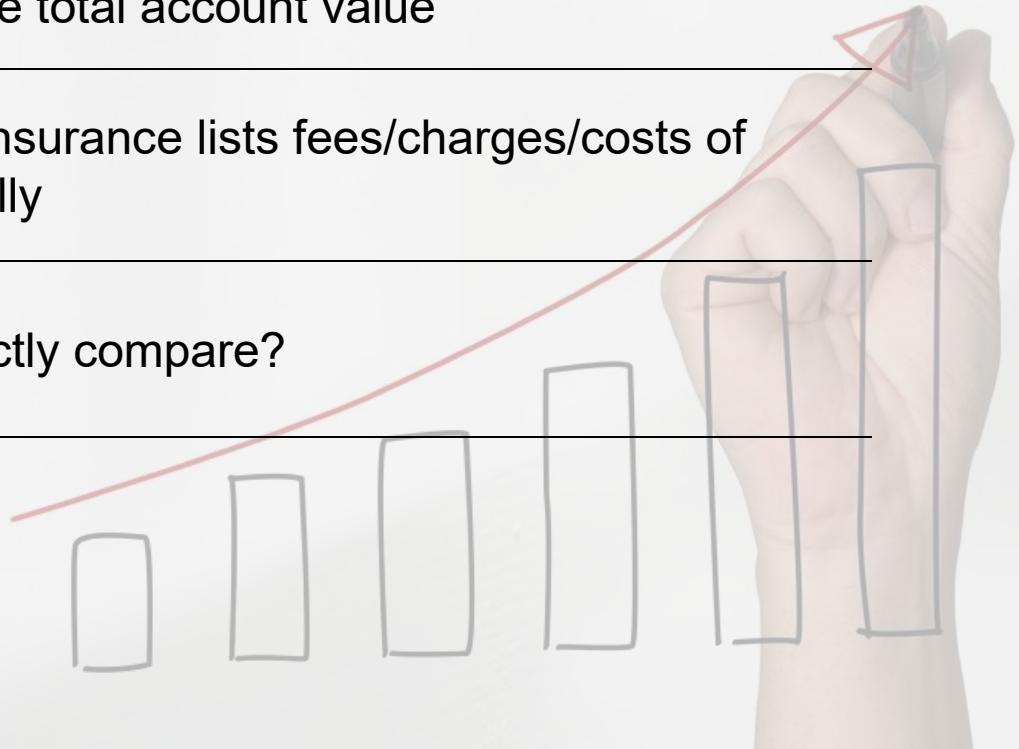 e total account value
nsurance lists fees/charges/costs of
lly
ctly compare?